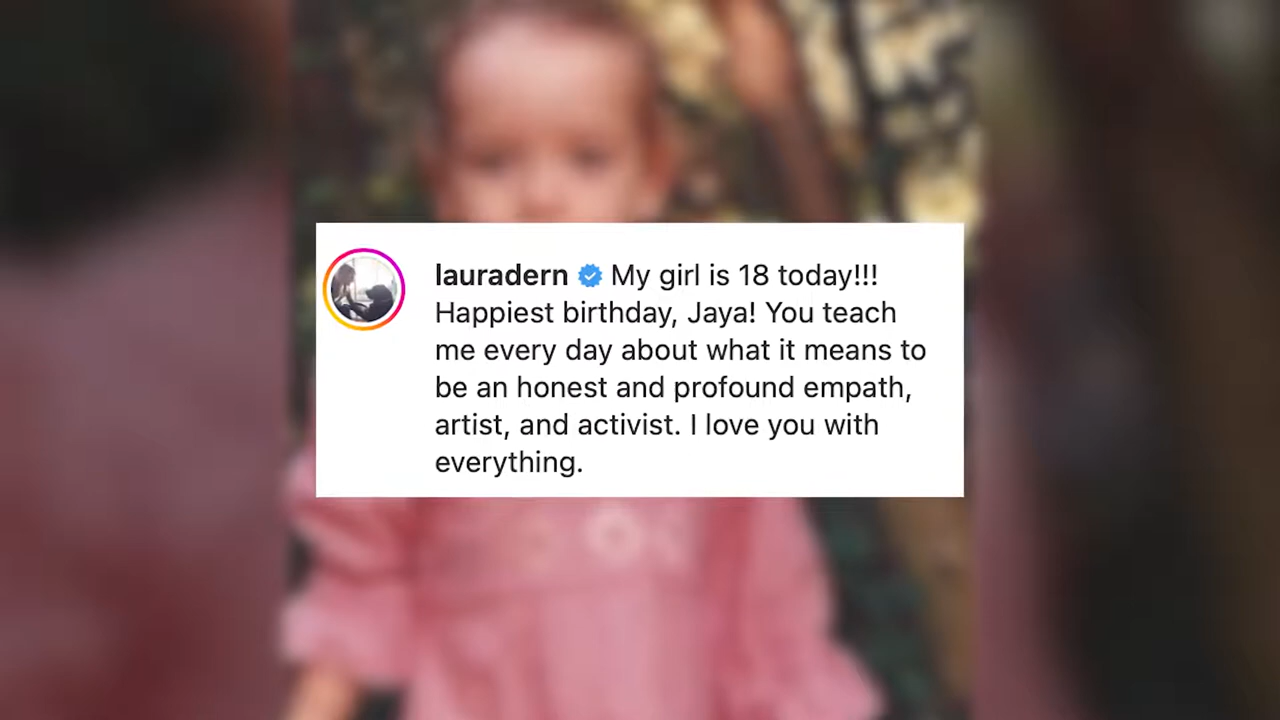 lauradern My girl is 18 today!!!
Happiest birthday, Jaya! You teach
me every day about what it means to
be an honest and profound empath,
artist, and activist. I love you with
everything.